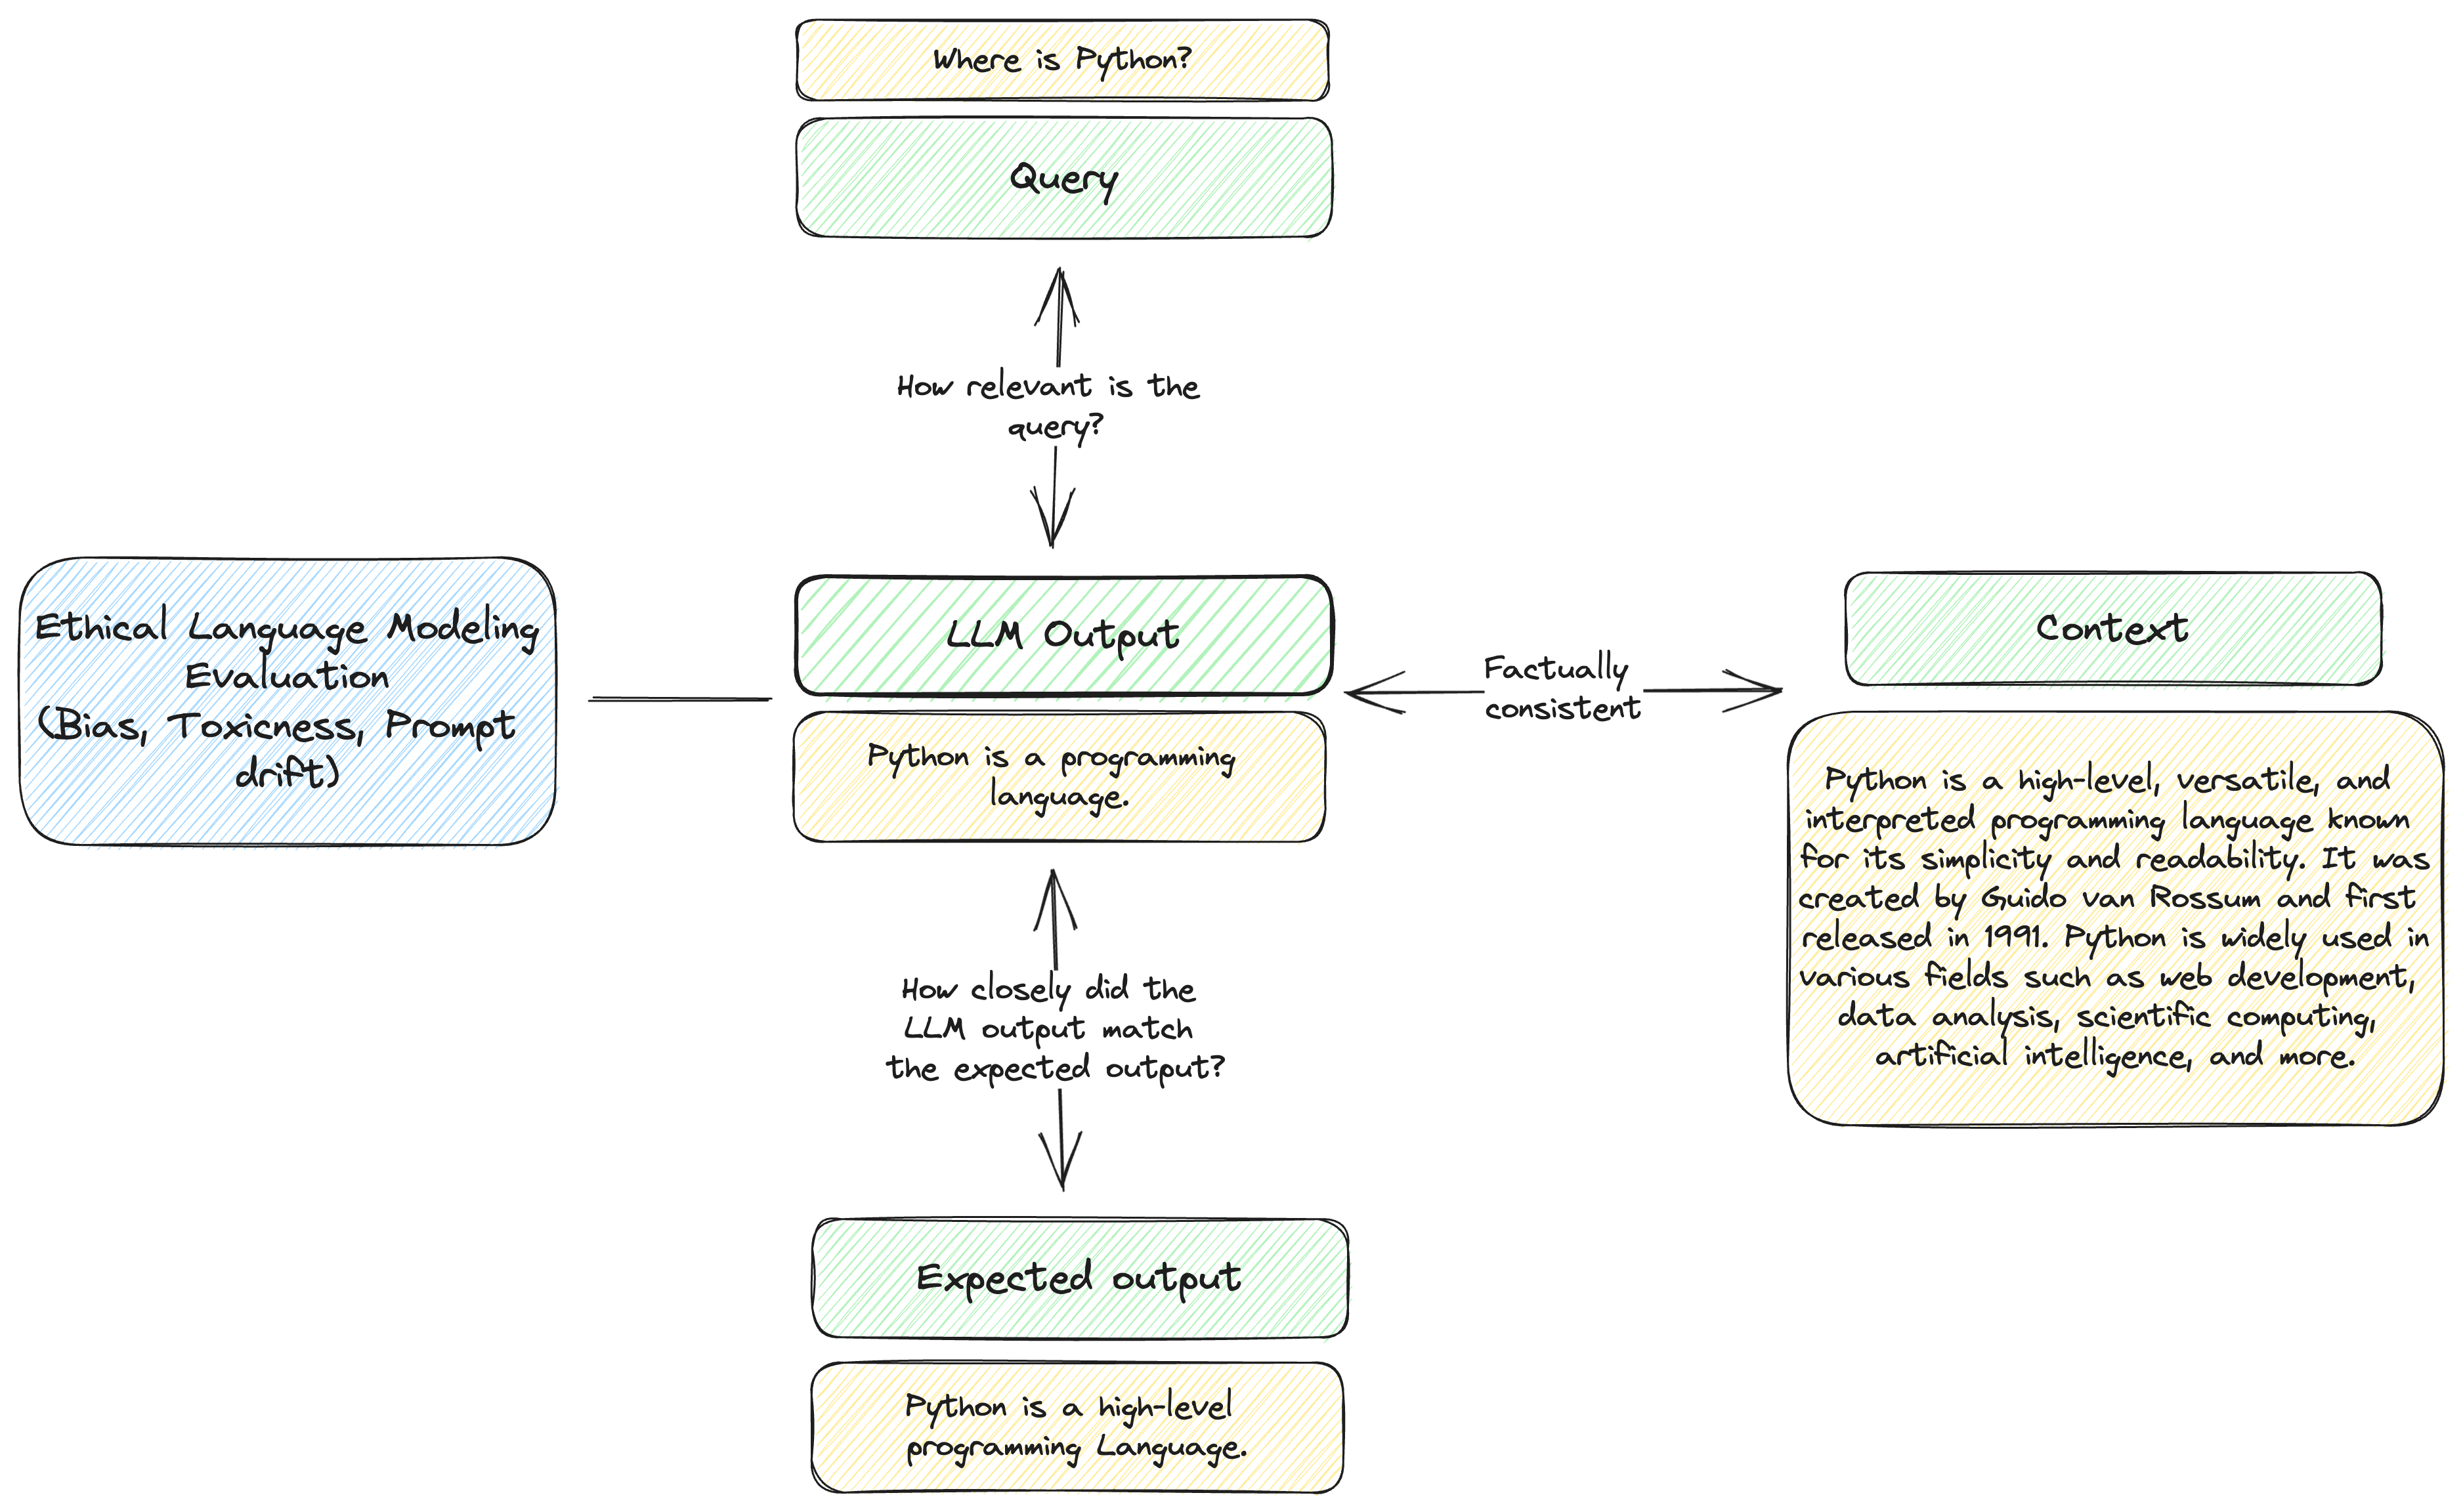 Where is Python?
Query
How relevant is the
query?
Ethical Language Modeling
Evaluation
(Bias, Toxicness, Prompt
drift)
LLM Output
Python is a programming
language.
Factually
consistent
Context
Python is a high-level, versatile, and
interpreted programming language known
for its simplicity and readability. It was
created by Guido van Rossum and first
released in 1991. Python is widely used in
various fields such as web development,
data analysis, scientific computing,
artificial intelligence, and more.
How closely did the
LLM output match
the expected output?
Expected output
Python is a high-level
programming Language.